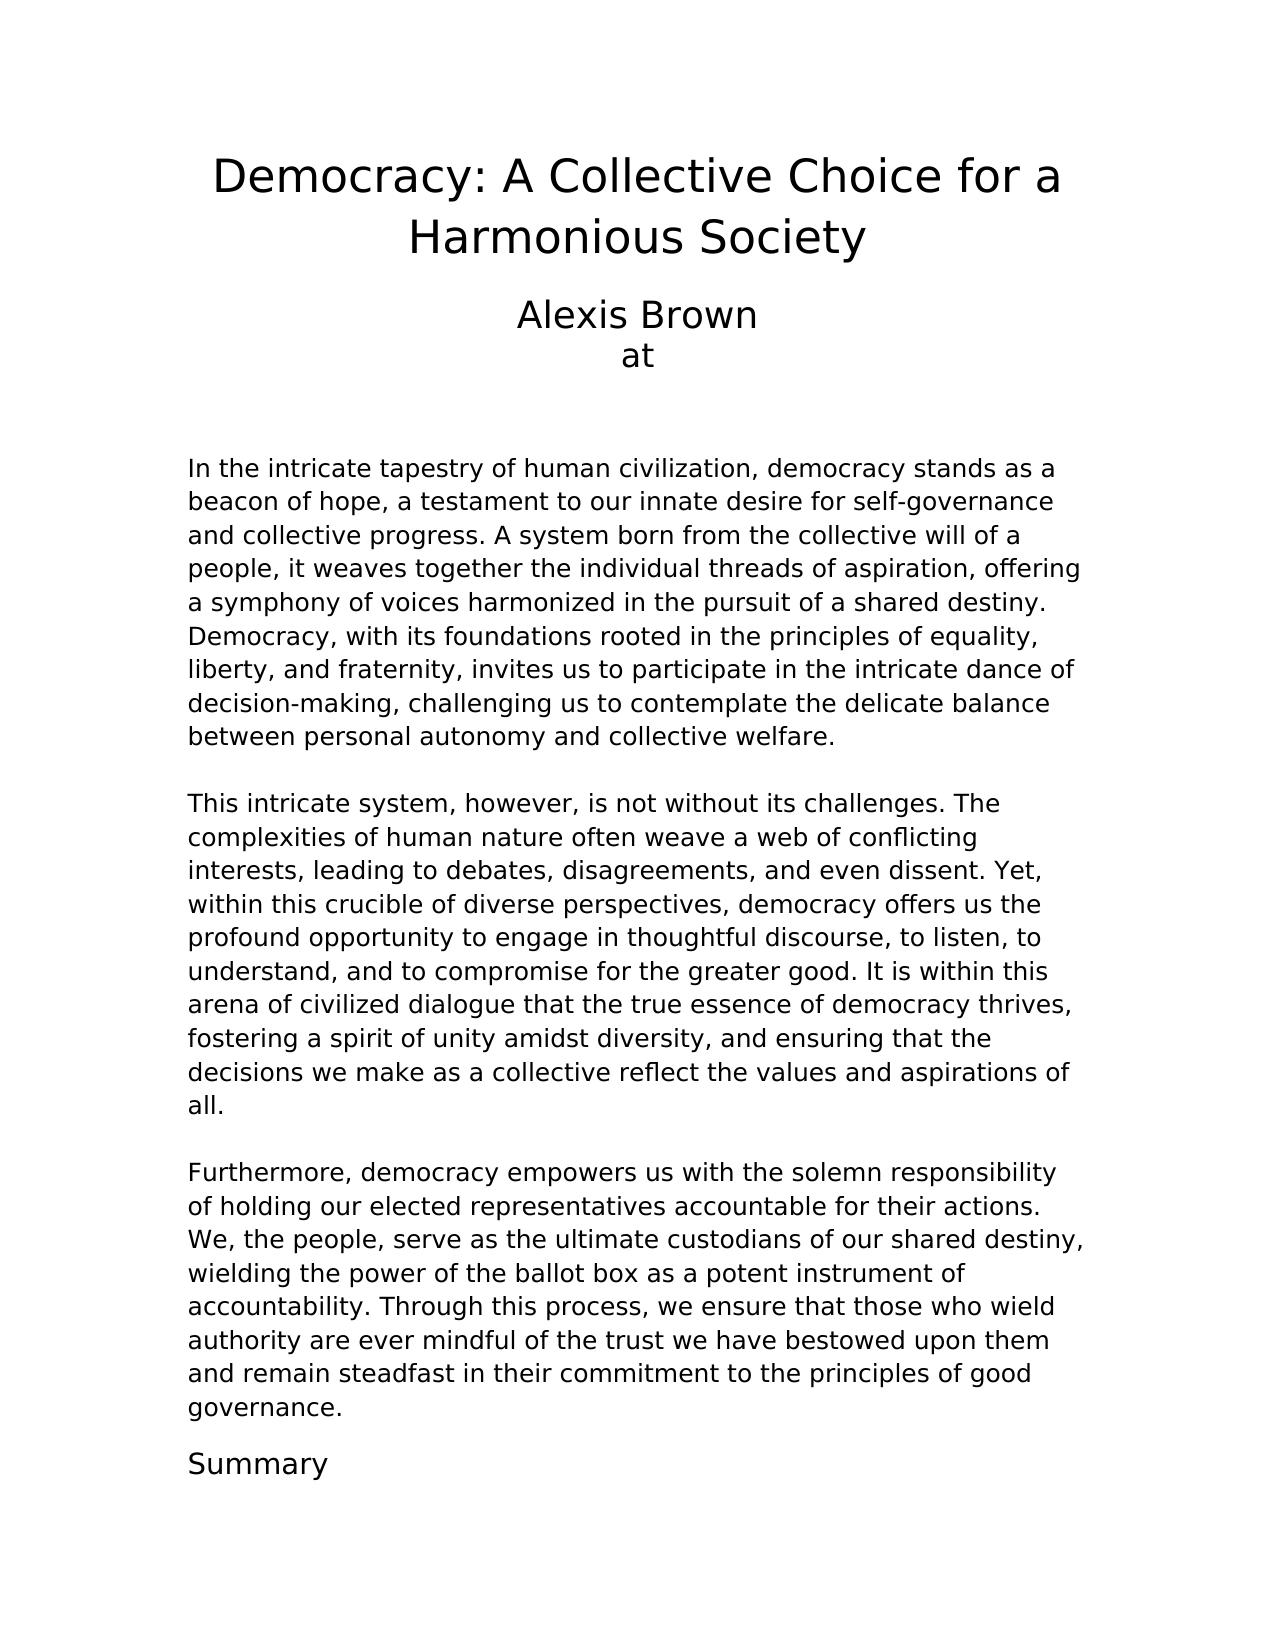 Democracy: A Collective Choice for a
Harmonious Society
Alexis Brown
at
In the intricate tapestry of human civilization, democracy stands as a
beacon of hope, a testament to our innate desire for self-governance
and collective progress. A system born from the collective will of a
people, it weaves together the individual threads of aspiration, offering
a symphony of voices harmonized in the pursuit of a shared destiny.
Democracy, with its foundations rooted in the principles of equality,
liberty, and fraternity, invites us to participate in the intricate dance of
decision-making, challenging us to contemplate the delicate balance
between personal autonomy and collective welfare.
This intricate system, however, is not without its challenges. The
complexities of human nature often weave a web of conflicting
interests, leading to debates, disagreements, and even dissent. Yet,
within this crucible of diverse perspectives, democracy offers us the
profound opportunity to engage in thoughtful discourse, to listen, to
understand, and to compromise for the greater good. It is within this
arena of civilized dialogue that the true essence of democracy thrives,
fostering a spirit of unity amidst diversity, and ensuring that the
decisions we make as a collective reflect the values and aspirations of
all.
Furthermore, democracy empowers us with the solemn responsibility
of holding our elected representatives accountable for their actions.
We, the people, serve as the ultimate custodians of our shared destiny,
wielding the power of the ballot box as a potent instrument of
accountability. Through this process, we ensure that those who wield
authority are ever mindful of the trust we have bestowed upon them
and remain steadfast in their commitment to the principles of good
governance.
Summary